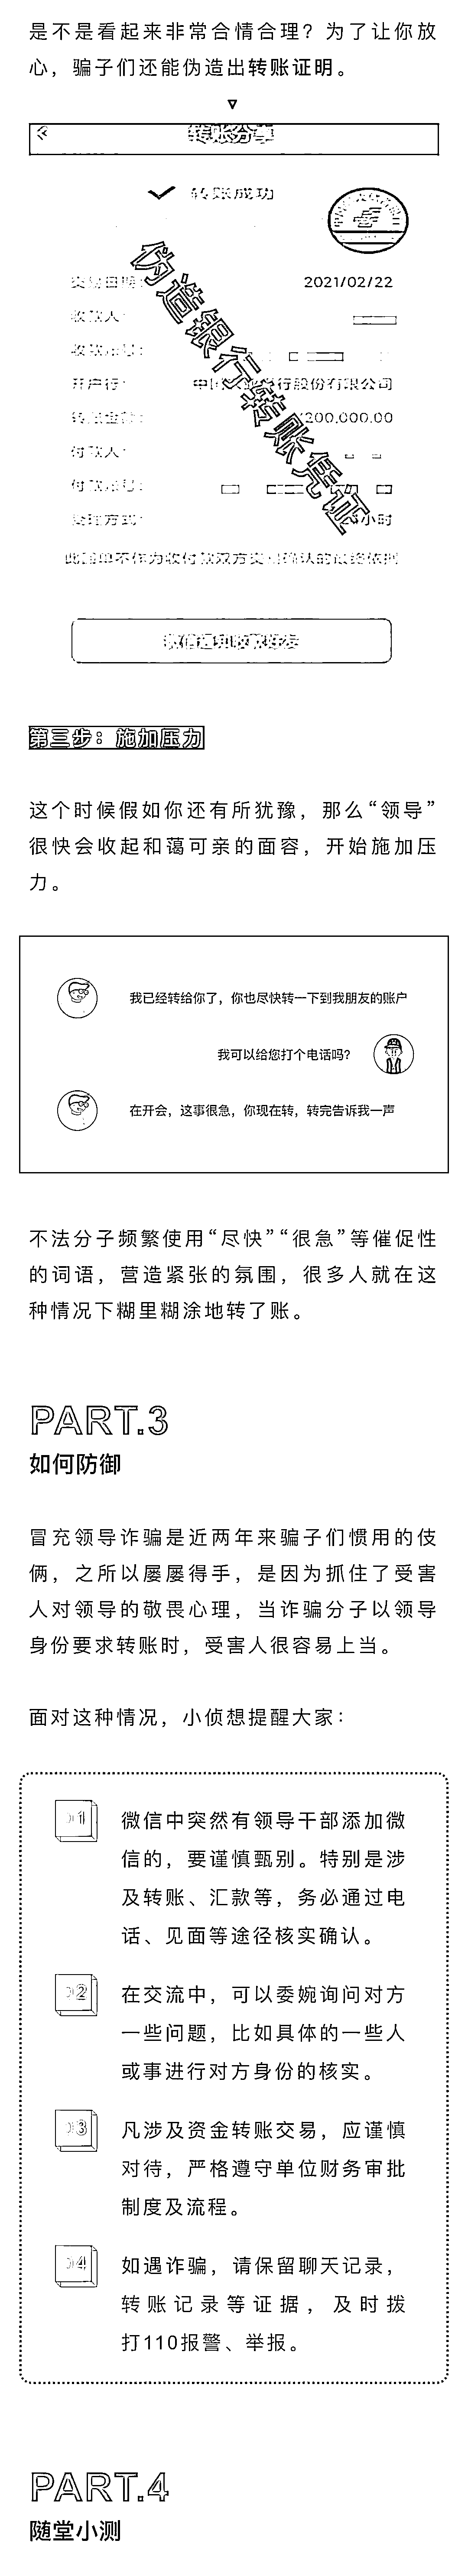 是不是看起来非常合情合理？为了让你放
心，骗子们还能伪造出转账证明。
转账分享
转账成功
交易日期：
2021/02/22
收款人：
收款账号：
开户行：
股份有限公司
转账金额：
200,000.00
付款人：
付款账号：
受理方式：
小时
伪造银行转账凭证
此回单不作为收付款双方交易确认的最终依据
第三步：施加压力
这个时候假如你还有所犹豫，那么“领导”
很快会收起和蔼可亲的面容，开始施加压
力。
我已经转给你了，你也尽快转一下到我朋友的账户
我可以给您打个电话吗？
在开会，这事很急，你现在转，转完告诉我一声
不法分子频繁使用“尽快”“很急”等催促性
的词语，营造紧张的氛围，很多人就在这
种情况下糊里糊涂地转了账。
PART.3
如何防御
冒充领导诈骗是近两年来骗子们惯用的伎
俩，之所以屡屡得手，是因为抓住了受害
人对领导的敬畏心理，当诈骗分子以领导
身份要求转账时，受害人很容易上当。
面对这种情况，小侦想提醒大家：
01
微信中突然有领导干部添加微
信的，要谨慎甄别。特别是涉
及转账、汇款等，务必通过电
话、见面等途径核实确认。
02
在交流中，可以委婉询问对方
一些问题，比如具体的一些人
或事进行对方身份的核实。
03
凡涉及资金转账交易，应谨慎
对待，严格遵守单位财务审批
制度及流程。
04
如遇诈骗，请保留聊天记录，
转账记录等证据，及时拨
打110报警、举报。
PART.4
随堂小测